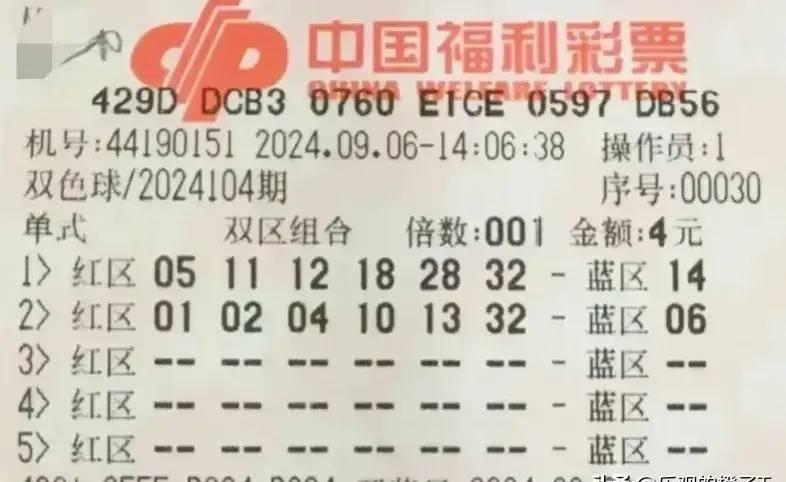 中国福利彩票
CHINA WELFARE LOTTERY
429D DCB3 0760 E1CE 0597 DB56
机号:44190151 2024.09.06-14:06:38 操作员:1
双色球/2024104期 序号:00030
单式 双区组合 倍数:001 金额:4元
1> 红区 05 11 12 18 28 32 - 蓝区 14
2> 红区 01 02 04 10 13 32 - 蓝区 06
3> 红区 -- -- -- -- -- -- - 蓝区 --
4> 红区 -- -- -- -- -- -- - 蓝区 --
5> 红区 -- -- -- -- -- -- - 蓝区 --